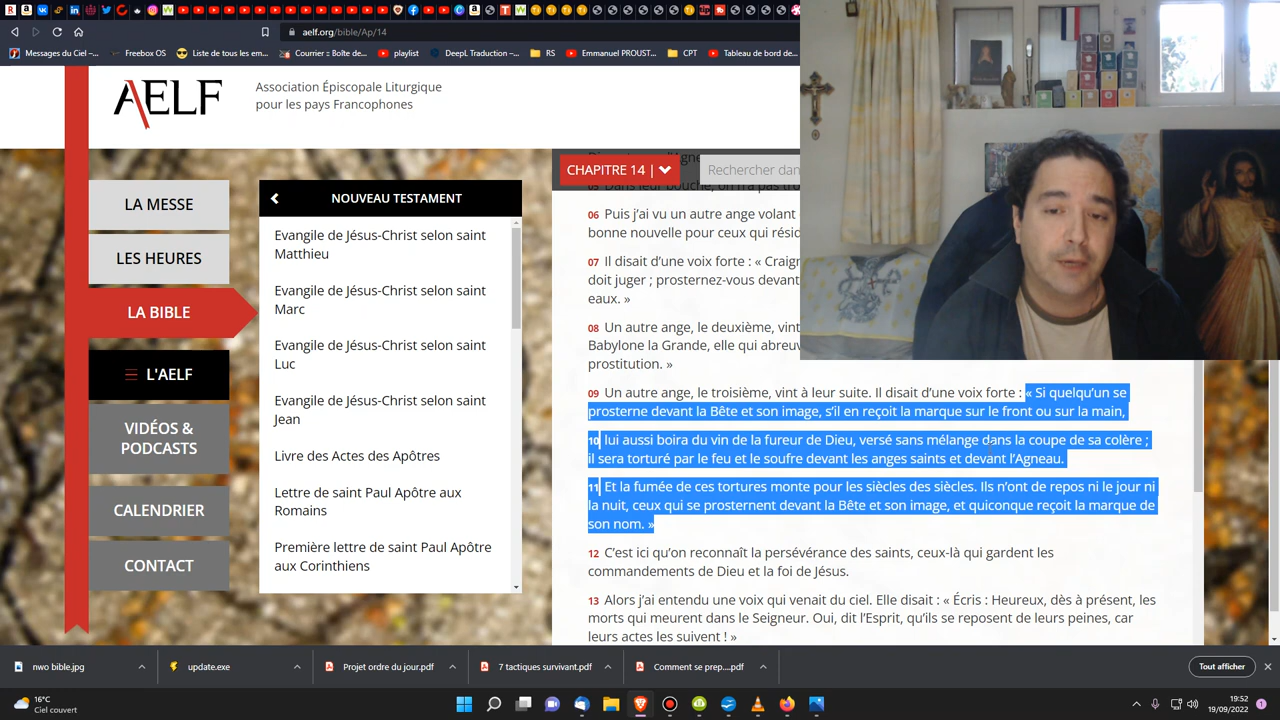 aelf.org/bible/Ap/14
Messages du Ciel –...
Freebox OS
Liste de tous les em...
Courrier :: Boîte de...
playlist
DeepL Traduction –...
RS
Emmanuel PROUST...
CPT
Tableau de bord de...
AELF
Association Épiscopale Liturgique
pour les pays Francophones
LA MESSE
LES HEURES
LA BIBLE
L'AELF
VIDÉOS &
PODCASTS
CALENDRIER
CONTACT
NOUVEAU TESTAMENT
Evangile de Jésus-Christ selon saint
Matthieu
Evangile de Jésus-Christ selon saint
Marc
Evangile de Jésus-Christ selon saint
Luc
Evangile de Jésus-Christ selon saint
Jean
Livre des Actes des Apôtres
Lettre de saint Paul Apôtre aux
Romains
Première lettre de saint Paul Apôtre
aux Corinthiens
CHAPITRE 14 |
Rechercher dan
06 Puis j'ai vu un autre ange volant
bonne nouvelle pour ceux qui rési
07 Il disait d'une voix forte : « Craig
doit juger ; prosternez-vous devant
eaux. »
08 Un autre ange, le deuxième, vint
Babylone la Grande, elle qui abreuv
prostitution. »
09 Un autre ange, le troisième, vint à leur suite. Il disait d'une voix forte : « Si quelqu'un se
prosterne devant la Bête et son image, s'il en reçoit la marque sur le front ou sur la main,
10 lui aussi boira du vin de la fureur de Dieu, versé sans mélange dans la coupe de sa colère ;
il sera torturé par le feu et le soufre devant les anges saints et devant l'Agneau.
11 Et la fumée de ces tortures monte pour les siècles des siècles. Ils n'ont de repos ni le jour ni
la nuit, ceux qui se prosternent devant la Bête et son image, et quiconque reçoit la marque de
son nom. »
12 C'est ici qu'on reconnaît la persévérance des saints, ceux-là qui gardent les
commandements de Dieu et la foi de Jésus.
13 Alors j'ai entendu une voix qui venait du ciel. Elle disait : « Écris : Heureux, dès à présent, les
morts qui meurent dans le Seigneur. Oui, dit l'Esprit, qu'ils se reposent de leurs peines, car
leurs actes les suivent ! »
nwo bible.jpg
update.exe
Projet ordre du jour.pdf
7 tactiques survivant.pdf
Comment se prep....pdf
Tout afficher
16°C
Ciel couvert
19:52
19/09/2022